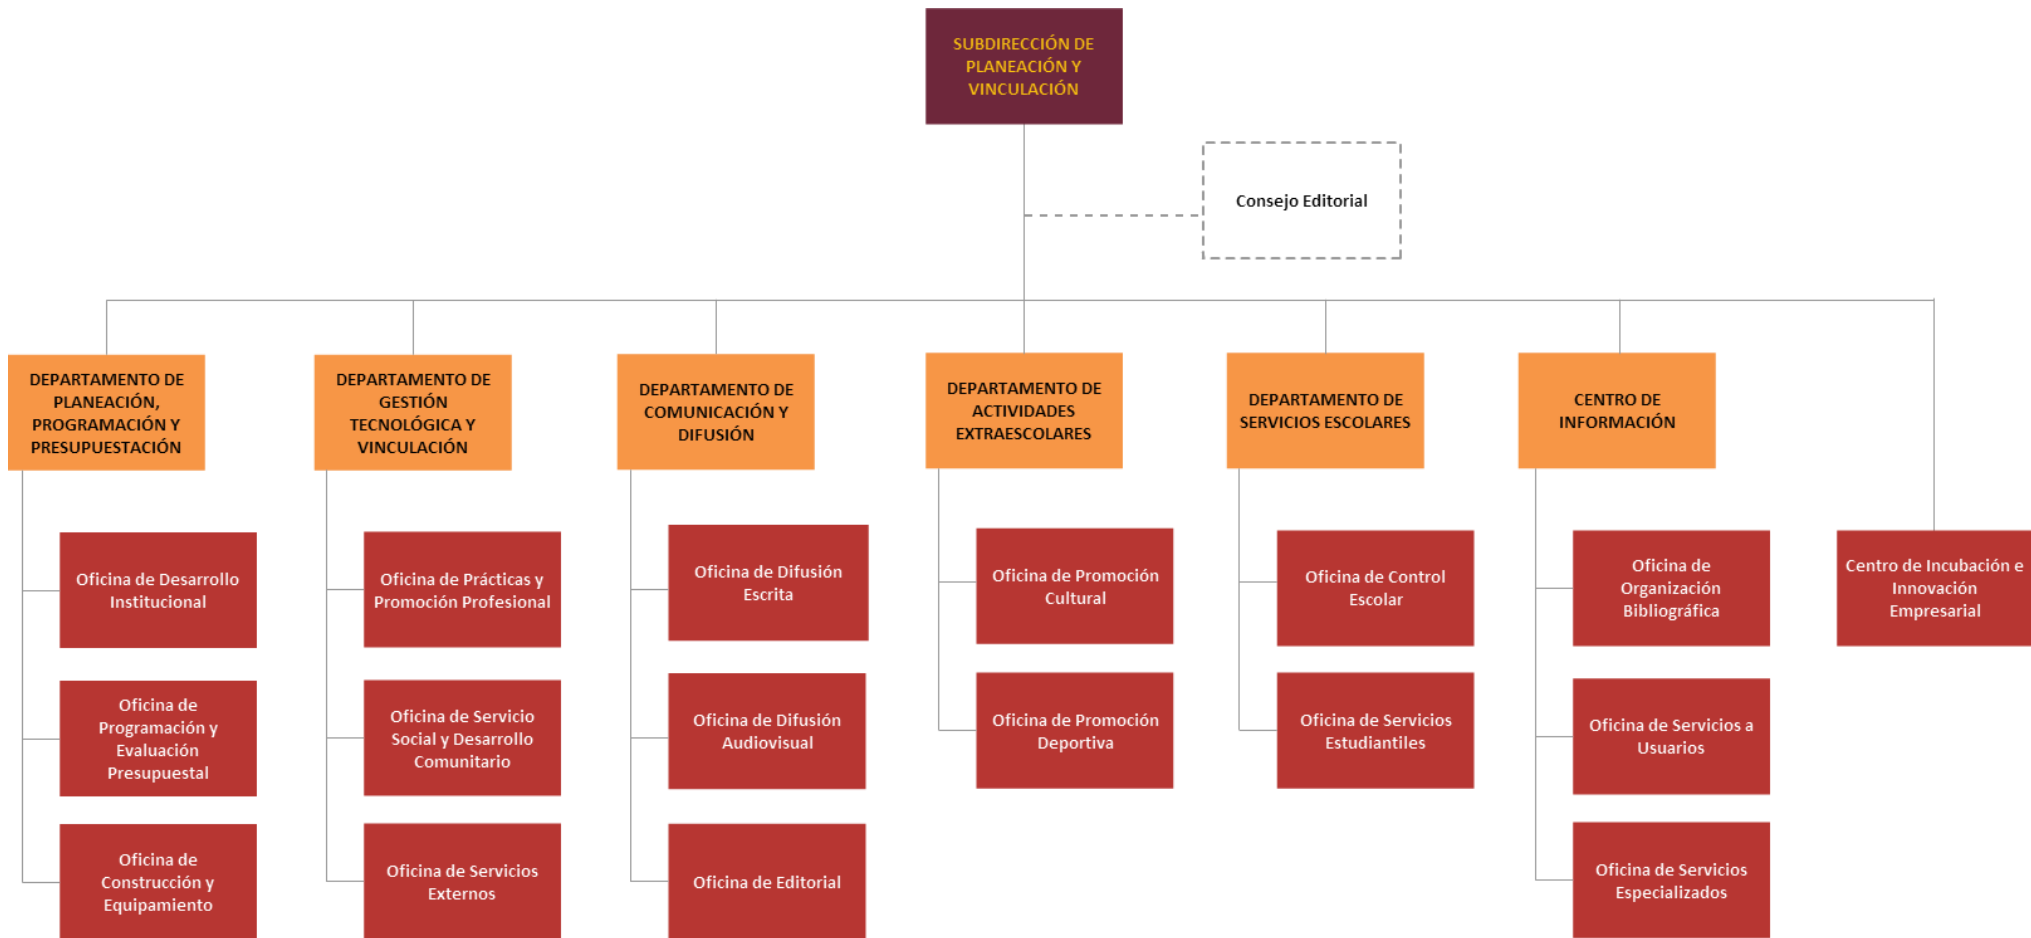 SUBDIRECCIÓN DE
PLANEACIÓN Y
VINCULACIÓN
Consejo Editorial
DEPARTAMENTO DE
PLANEACIÓN,
PROGRAMACIÓN Y
PRESUPUESTACIÓN
DEPARTAMENTO DE
GESTIÓN
TECNOLÓGICA Y
VINCULACIÓN
DEPARTAMENTO DE
COMUNICACIÓN Y
DIFUSIÓN
DEPARTAMENTO DE
ACTIVIDADES
EXTRAESCOLARES
DEPARTAMENTO DE
SERVICIOS ESCOLARES
CENTRO DE
INFORMACIÓN
Oficina de Desarrollo
Institucional
Oficina de Prácticas y
Promoción Profesional
Oficina de Difusión
Escrita
Oficina de Promoción
Cultural
Oficina de Control
Escolar
Oficina de
Organización
Bibliográfica
Centro de Incubación e
Innovación
Empresarial
Oficina de
Programación y
Evaluación
Presupuestal
Oficina de Servicio
Social y Desarrollo
Comunitario
Oficina de Difusión
Audiovisual
Oficina de Promoción
Deportiva
Oficina de Servicios
Estudiantiles
Oficina de Servicios a
Usuarios
Oficina de
Construcción y
Equipamiento
Oficina de Servicios
Externos
Oficina de Editorial
Oficina de Servicios
Especializados